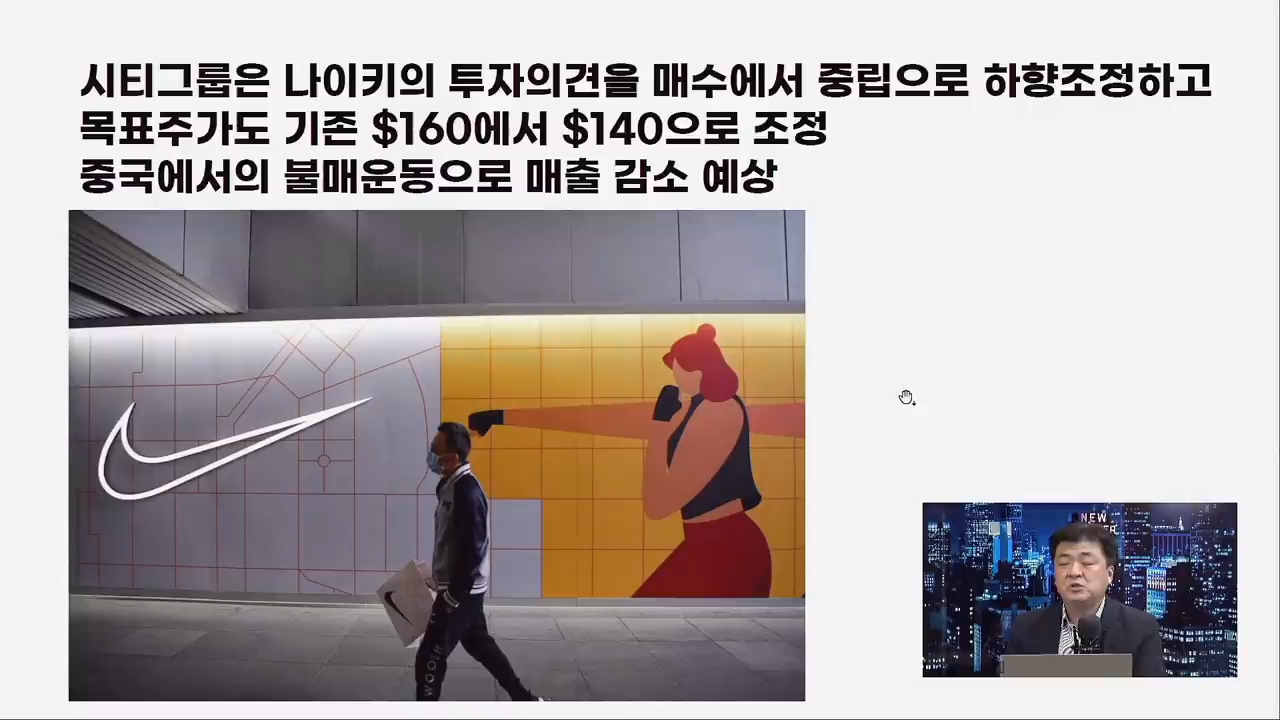 시티그룹은 나이키의 투자의견을 매수에서 중립으로 하향조정하고
목표주가도 기존 $160에서 $140으로 조정
중국에서의 불매운동으로 매출 감소 예상
WOOSH
NEW